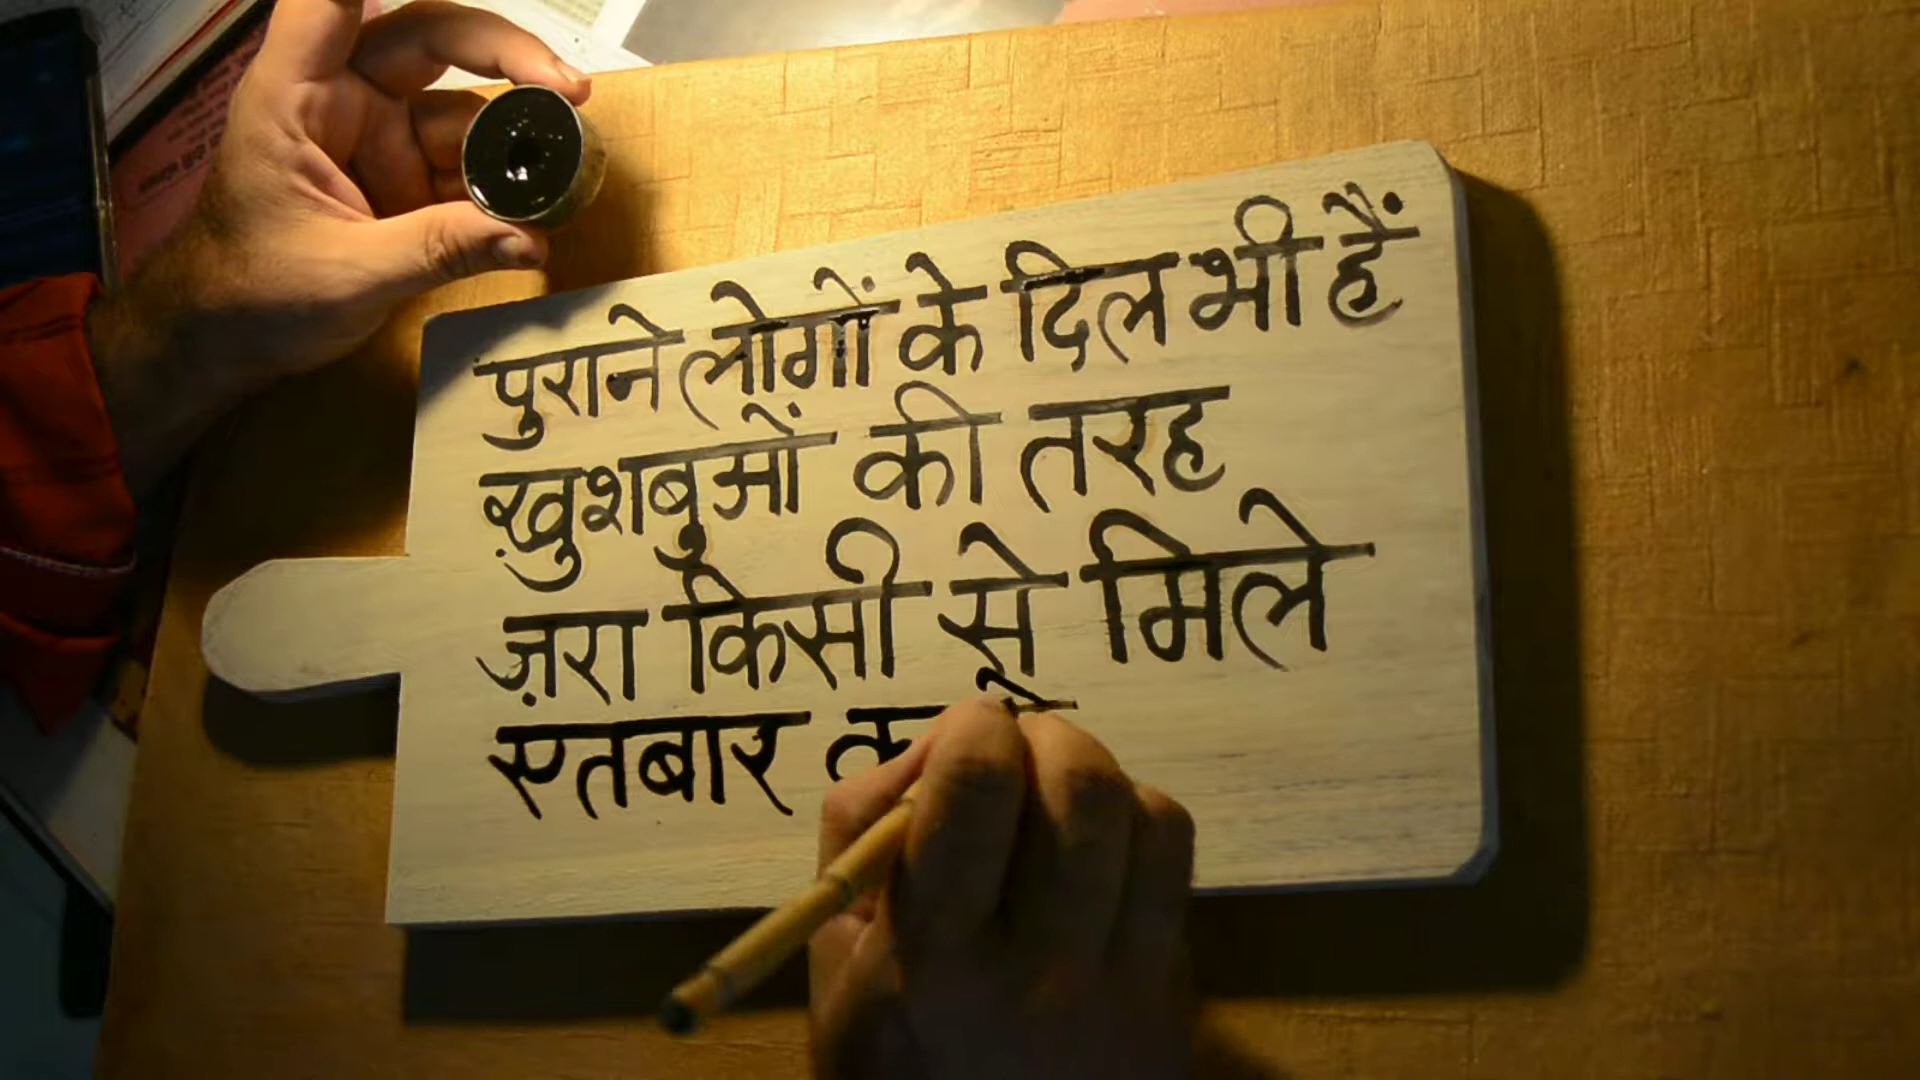 पुराने लोगों के दिल भी हैं
ख़ुशबुओं की तरह
ज़रा किसी से मिले
एतबार